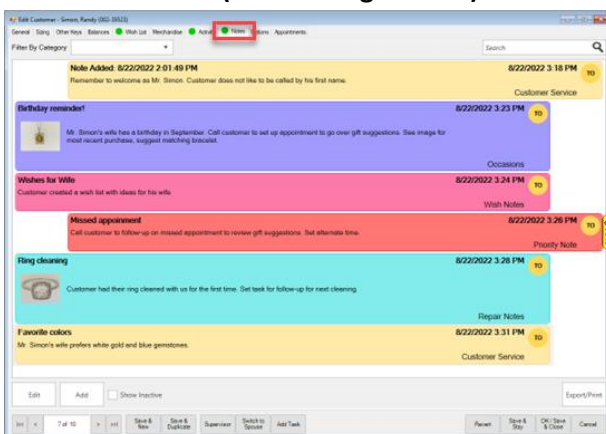 Edit Customer - Simon, Randy (002-39523)
General Sizing Other Keys Balances Wish List Merchandise Activity Notes Options Appointments
Filter By Category
Search
Note Added: 8/22/2022 2:01:49 PM
8/22/2022 3:18 PM
TO
Remember to welcome as Mr. Simon. Customer does not like to be called by his first name.
Customer Service
Birthday reminder!
8/22/2022 3:23 PM
TO
Mr. Simon's wife has a birthday in September. Call customer to set up appointment to go over gift suggestions. See image for
most recent purchase, suggest matching bracelet.
Occasions
Wishes for Wife
8/22/2022 3:24 PM
TO
Customer created a wish list with ideas for his wife.
Wish Notes
Missed appoinment
8/22/2022 3:26 PM
TO
Call customer to follow-up on missed appointment to review gift suggestions. Set alternate time.
Priority Note
Ring cleaning
8/22/2022 3:28 PM
TO
Customer had their ring cleaned with us for the first time. Set task for follow-up for next cleaning.
Repair Notes
Favorite colors
8/22/2022 3:31 PM
TO
Mr. Simon's wife prefers white gold and blue gemstones.
Customer Service
Edit Add Show Inactive Export/Print
7 of 10 Save & New Save & Duplicate Supervisor Switch to Spouse Add Task Revert Save & Stay OK / Save & Close Cancel